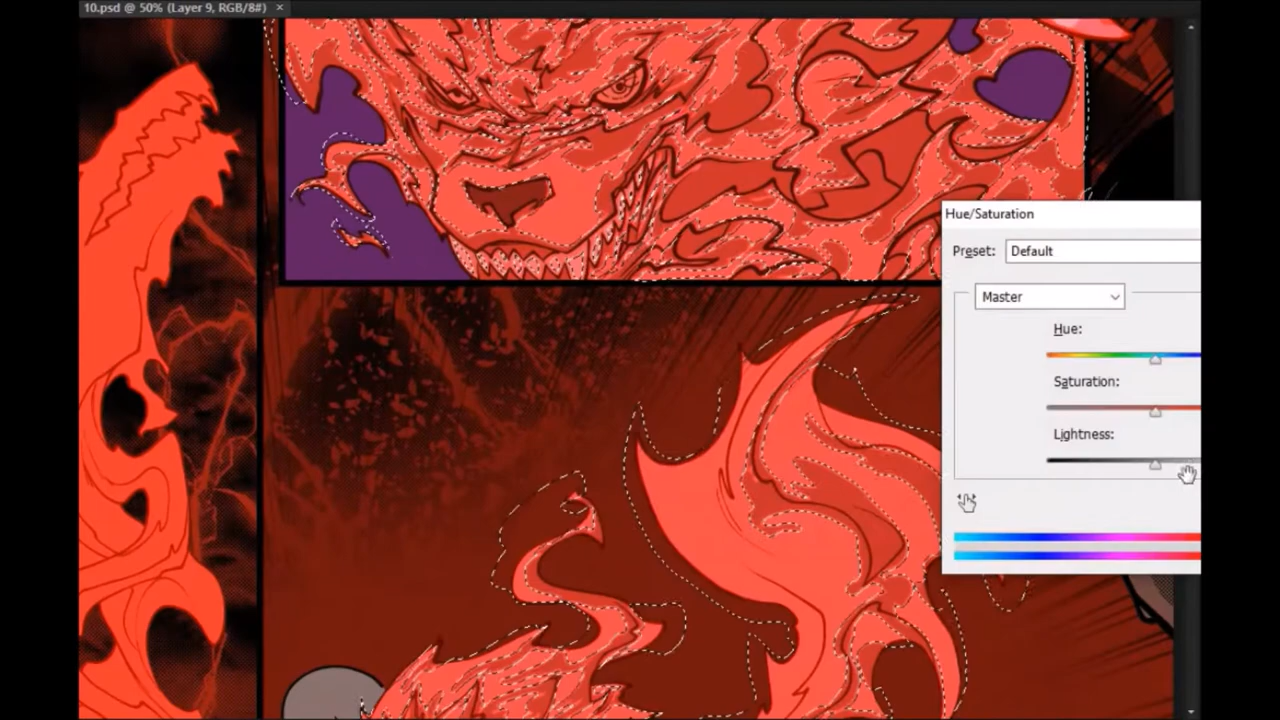 10.psd @ 50% (Layer 9, RGB/8#) ×
Hue/Saturation
Preset: Default
Master
Hue:
Saturation:
Lightness: